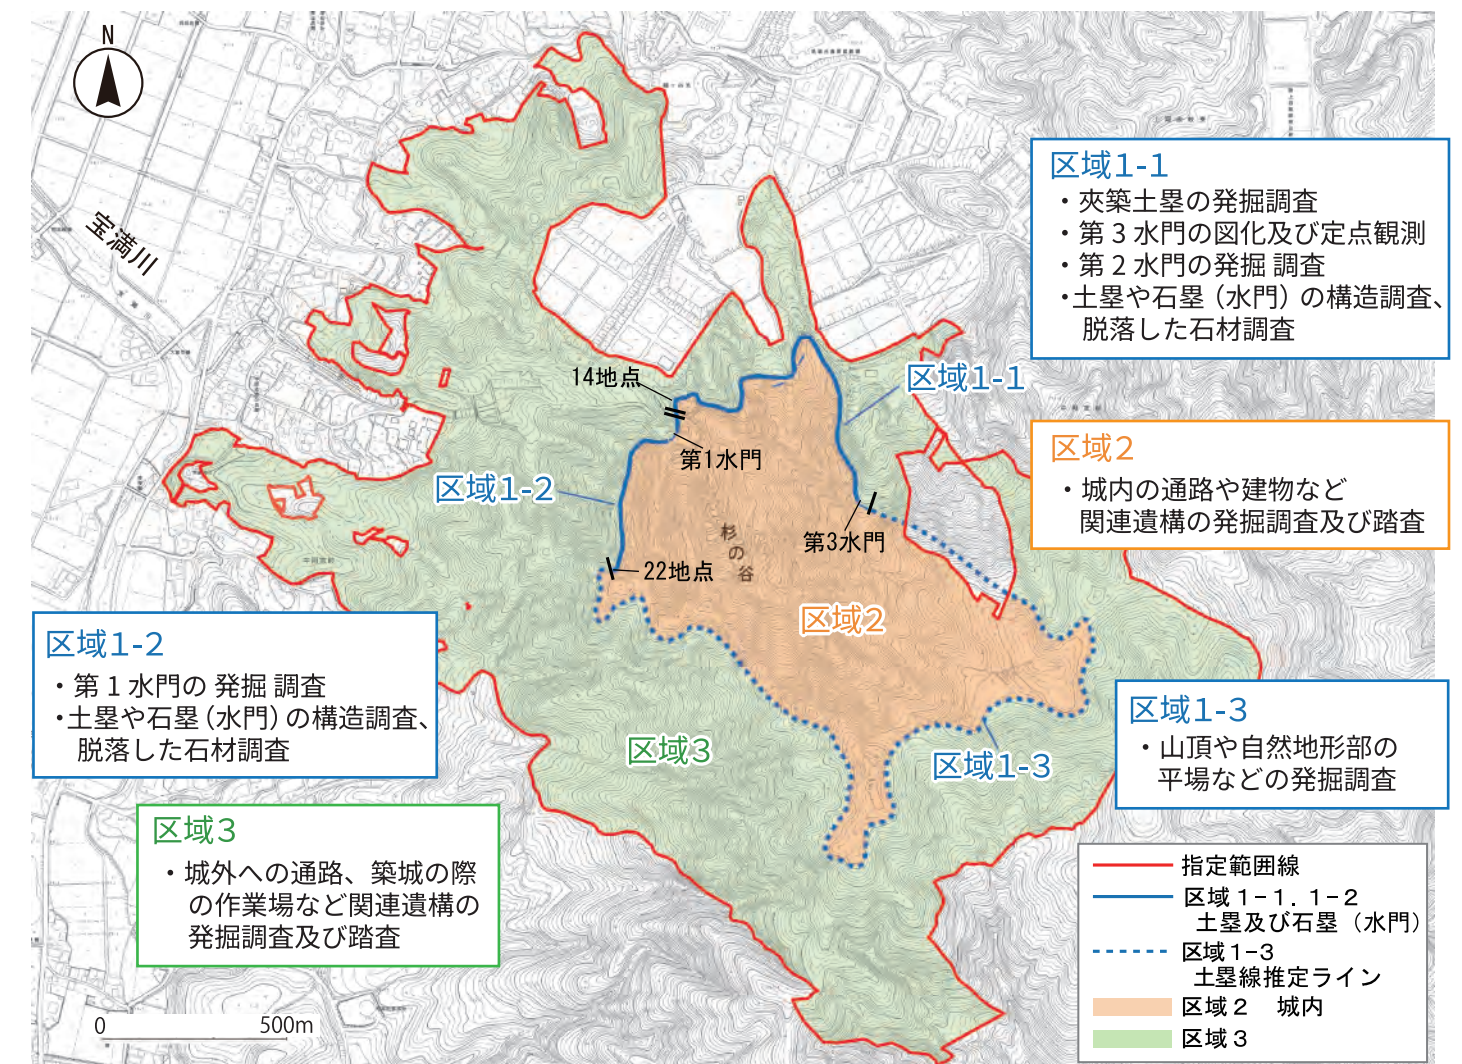 N
宝満川
区域1-1
・夾築土塁の発掘調査
・第3水門の図化及び定点観測
・第2水門の発掘 調査
・土塁や石塁（水門）の構造調査、
脱落した石材調査
14地点
区域1-1
区域2
・城内の通路や建物など
関連遺構の発掘調査及び踏査
第1水門
区域1-2
杉の谷
第3水門
22地点
区域2
区域1-2
・第1水門の 発掘 調査
・土塁や石塁（水門）の構造調査、
脱落した石材調査
区域1-3
・山頂や自然地形部の
平場などの発掘調査
区域3
区域1-3
区域3
・城外への通路、築城の際
の作業場など関連遺構の
発掘調査及び踏査
指定範囲線
区域1-1．1-2
土塁及び石塁（水門）
区域1-3
土塁線推定ライン
区域2　城内
区域3
0 500m